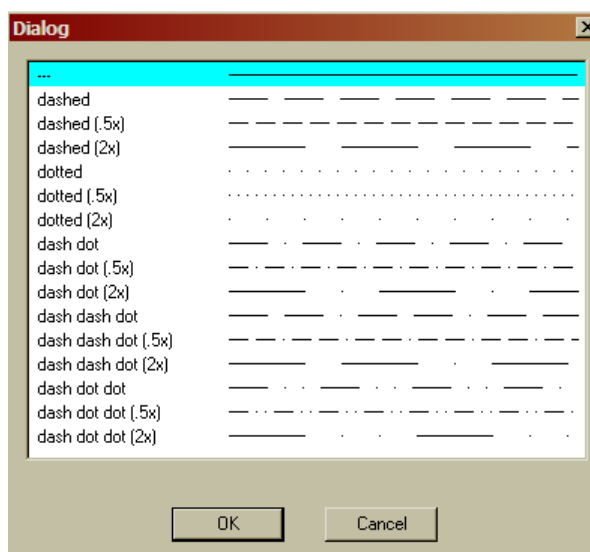 Dialog
---
dashed
dashed (.5x)
dashed (2x)
dotted
dotted (.5x)
dotted (2x)
dash dot
dash dot (.5x)
dash dot (2x)
dash dash dot
dash dash dot (.5x)
dash dash dot (2x)
dash dot dot
dash dot dot (.5x)
dash dot dot (2x)
OK Cancel